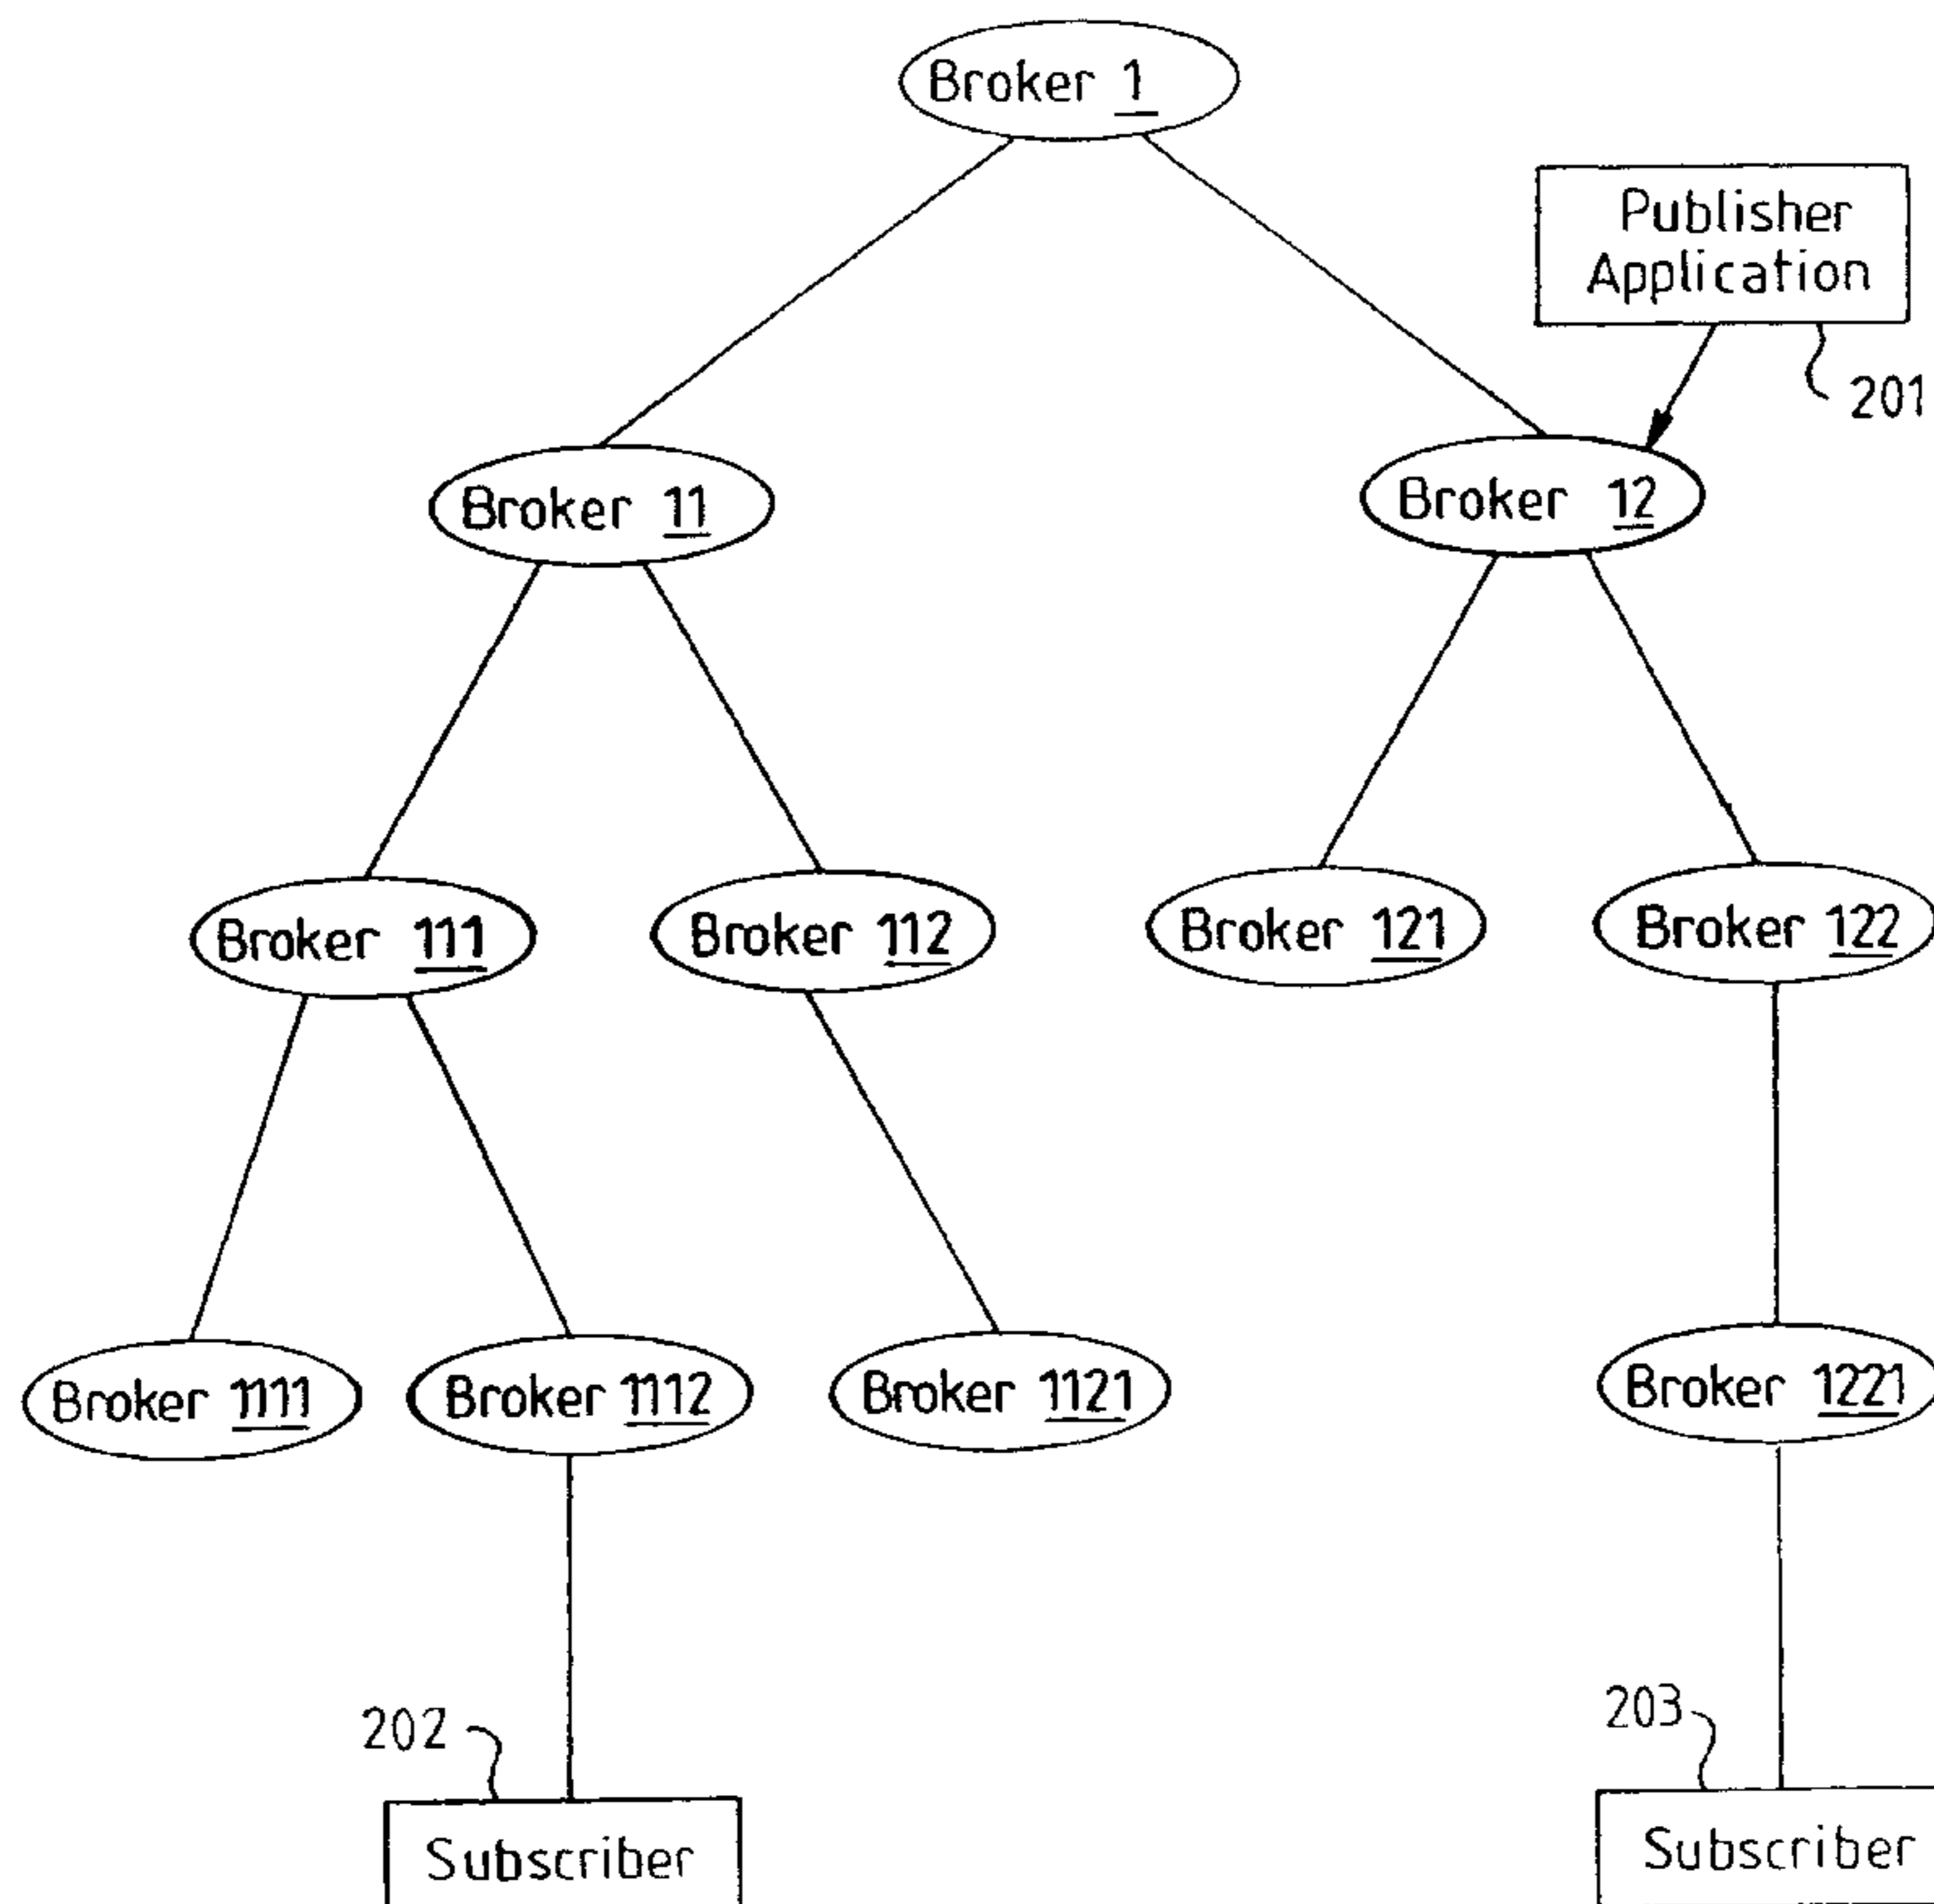 Broker 1
Publisher
Application
201
Broker 11
Broker 12
Broker 111
Broker 112
Broker 121
Broker 122
Broker 1111
Broker 1112
Broker 1121
Broker 1221
202
203
Subscriber
Subscriber